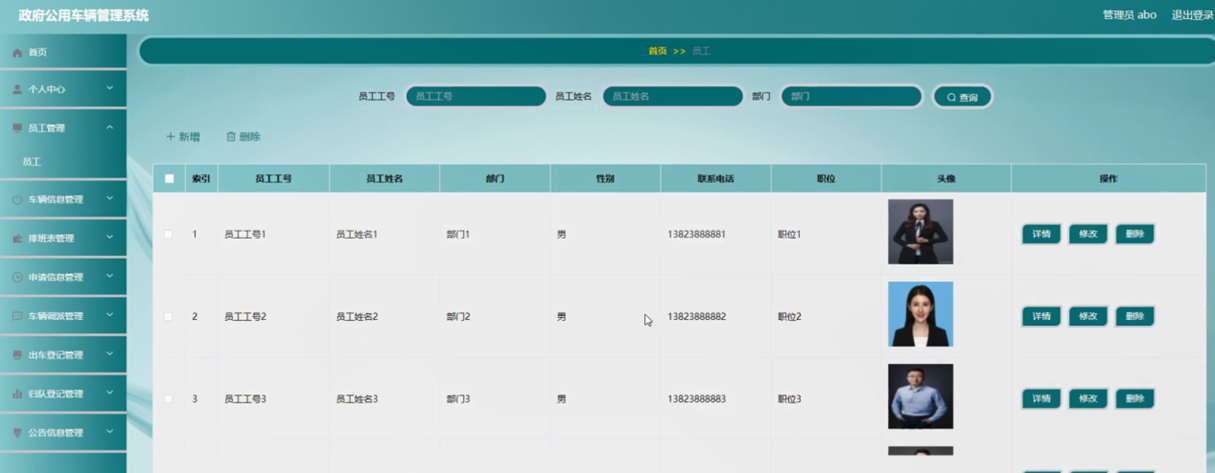 政府公用车辆管理系统
管理员 abo 退出登录
首页
首页 >> 员工
个人中心
员工工号 员工工号 员工姓名 员工姓名 部门 部门 查询
员工管理
新增 删除
员工
索引 员工工号 员工姓名 部门 性别 联系电话 职位 头像 操作
车辆信息管理
1 员工工号1 员工姓名1 部门1 男 13823888881 职位1 详情 修改 删除
排班表管理
申请信息管理
2 员工工号2 员工姓名2 部门2 男 13823888882 职位2 详情 修改 删除
车辆调派管理
出车登记管理
3 员工工号3 员工姓名3 部门3 男 13823888883 职位3 详情 修改 删除
归队登记管理
公告信息管理